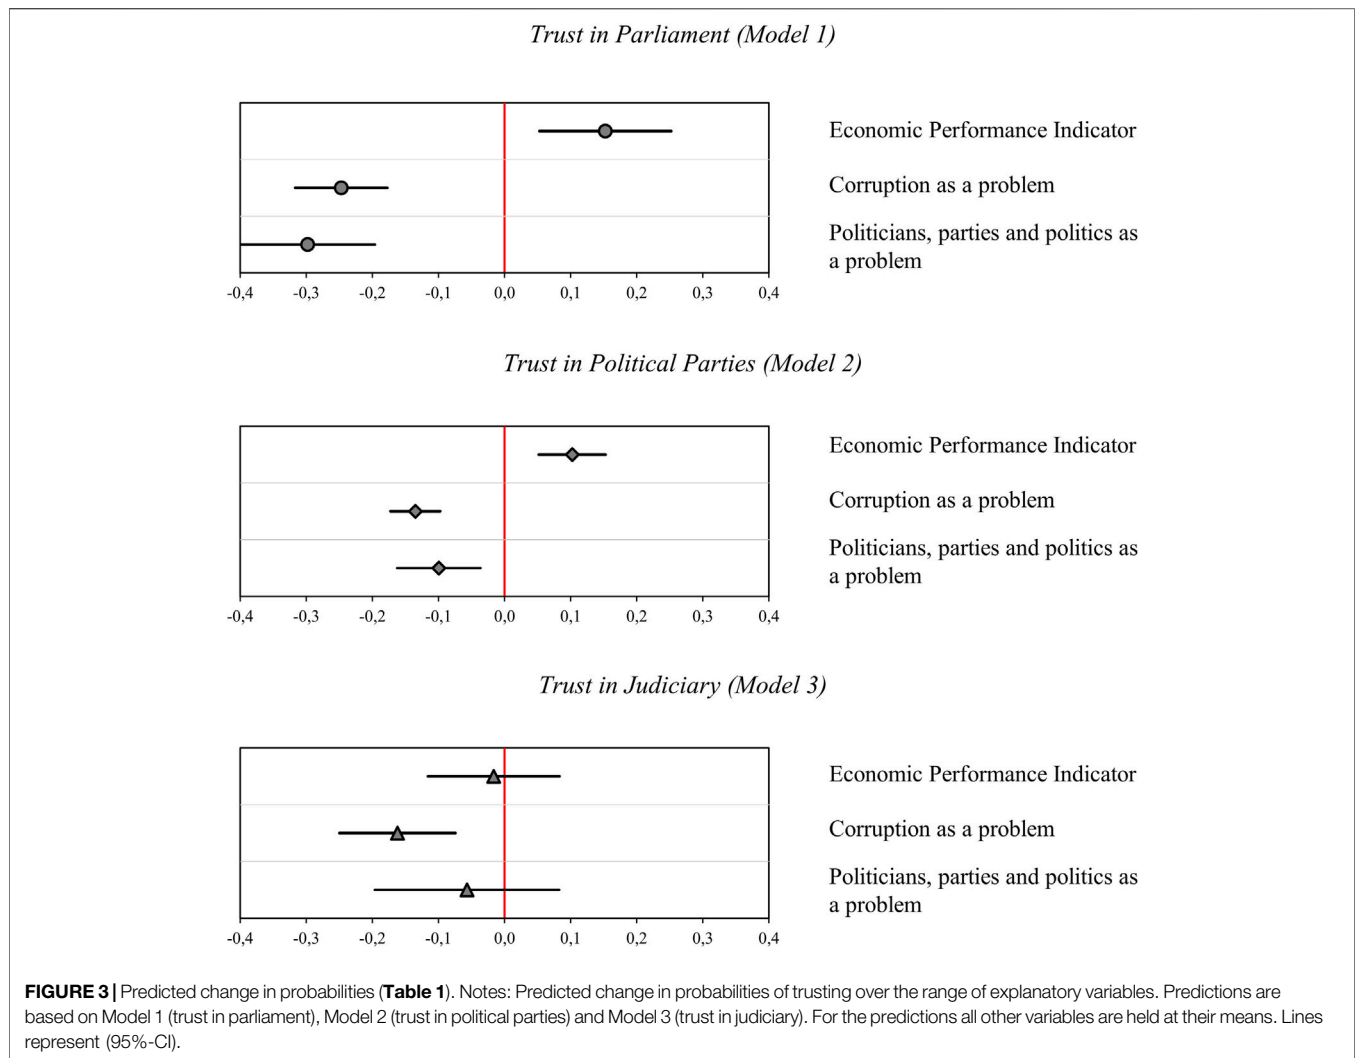 Trust in Parliament (Model 1)
Economic Performance Indicator
Corruption as a problem
Politicians, parties and politics as
a problem
-0,4 -0,3 -0,2 -0,1 0,0 0,1 0,2 0,3 0,4
Trust in Political Parties (Model 2)
Economic Performance Indicator
Corruption as a problem
Politicians, parties and politics as
a problem
-0,4 -0,3 -0,2 -0,1 0,0 0,1 0,2 0,3 0,4
Trust in Judiciary (Model 3)
Economic Performance Indicator
Corruption as a problem
Politicians, parties and politics as
a problem
-0,4 -0,3 -0,2 -0,1 0,0 0,1 0,2 0,3 0,4
FIGURE 3 | Predicted change in probabilities (Table 1). Notes: Predicted change in probabilities of trusting over the range of explanatory variables. Predictions are
based on Model 1 (trust in parliament), Model 2 (trust in political parties) and Model 3 (trust in judiciary). For the predictions all other variables are held at their means. Lines
represent (95%-CI).